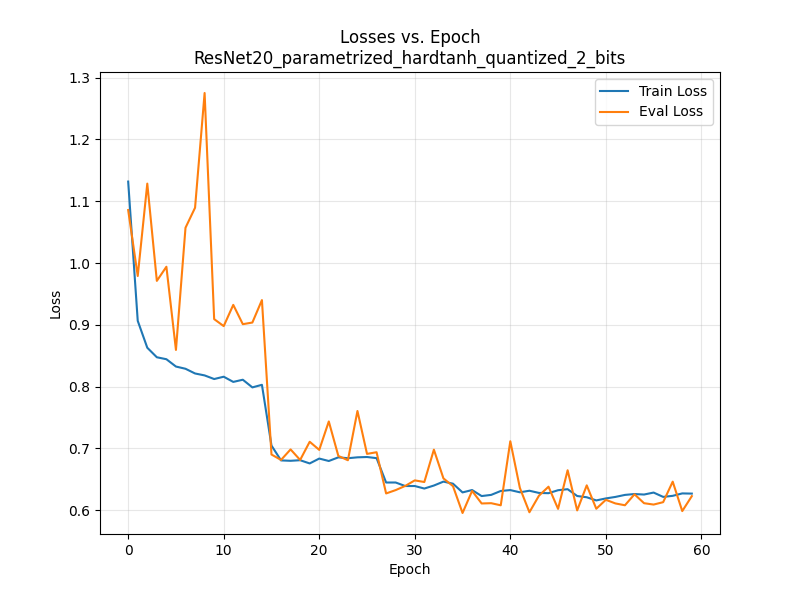 Losses vs. Epoch
ResNet20_parametrized_hardtanh_quantized_2_bits
Train Loss
Eval Loss
1.3
1.2
1.1
1.0
0.9
0.8
0.7
0.6
Loss
0 10 20 30 40 50 60
Epoch